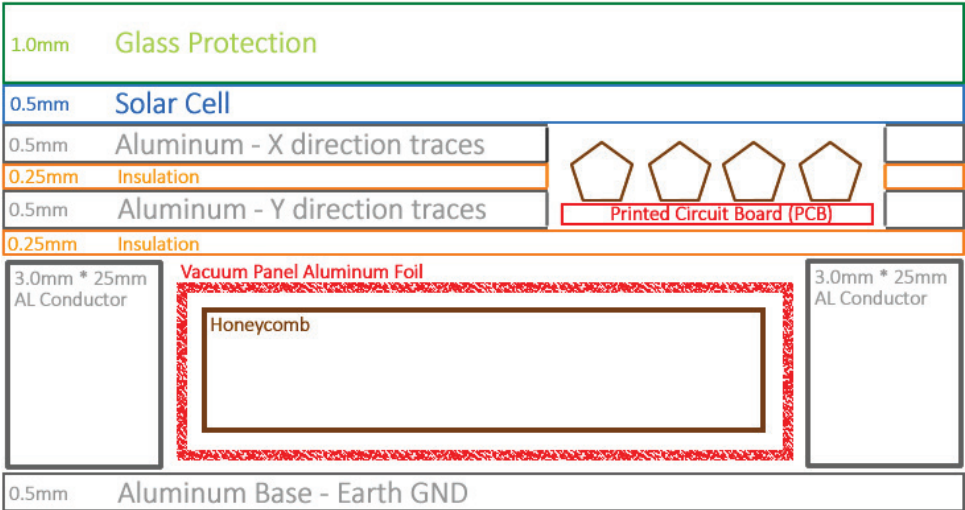 1.0mm Glass Protection
0.5mm Solar Cell
0.5mm Aluminum - X direction traces
0.25mm Insulation
0.5mm Aluminum - Y direction traces
Printed Circuit Board (PCB)
0.25mm Insulation
3.0mm * 25mm
AL Conductor
Vacuum Panel Aluminum Foil
Honeycomb
3.0mm * 25mm
AL Conductor
0.5mm Aluminum Base - Earth GND